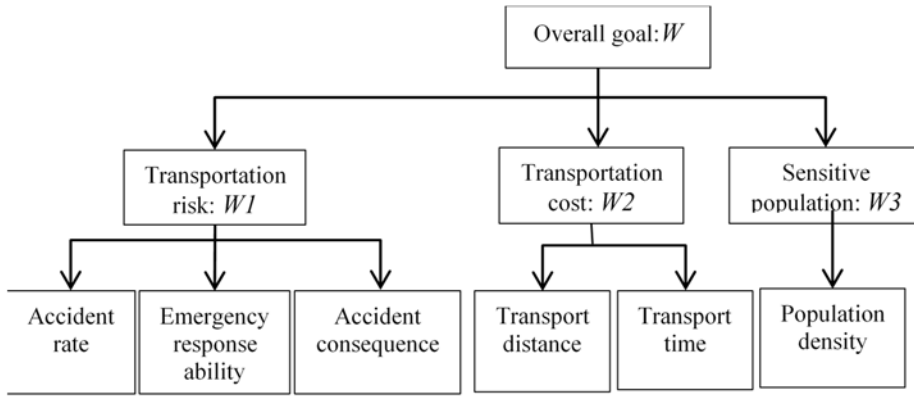 Overall goal: W
Transportation
risk: W1
Transportation
cost: W2
Sensitive
population: W3
Accident
rate
Emergency
response
ability
Accident
consequence
Transport
distance
Transport
time
Population
density